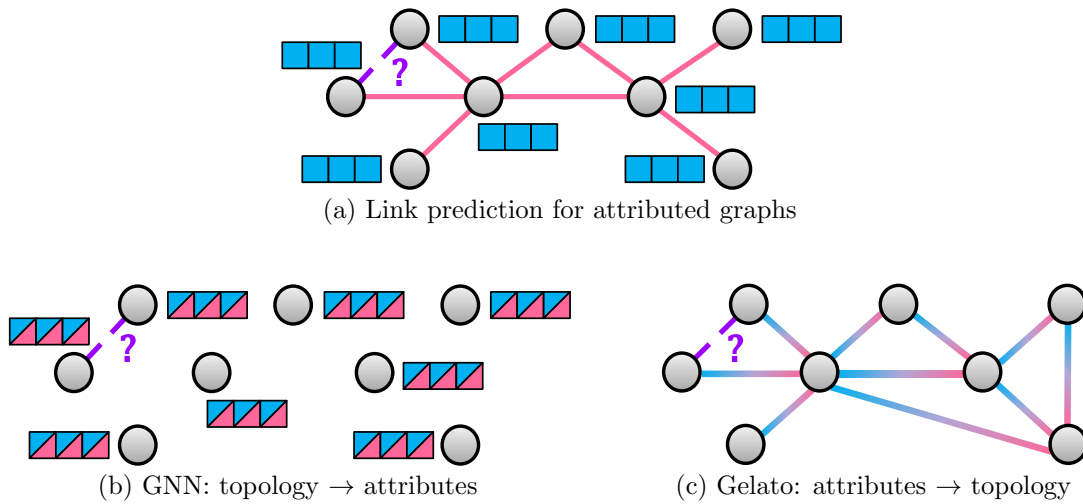 ?
(a) Link prediction for attributed graphs
?
?
(b) GNN: topology → attributes
(c) Gelato: attributes → topology